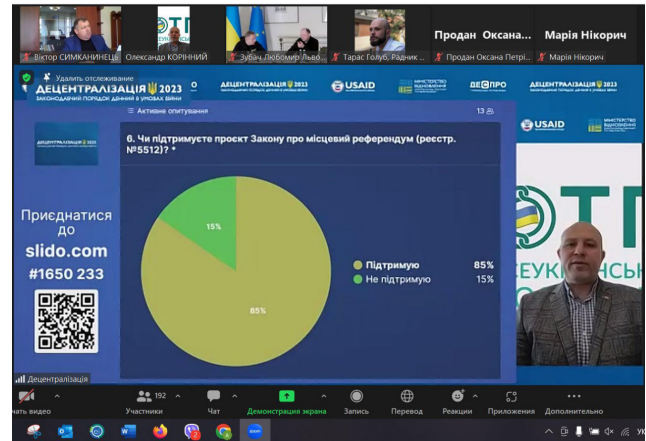 Віктор СИМКАНИНЕЦЬ
Олександр КОРІННИЙ
Зубач Любомир Льво...
Тарас Голуб, Радник ...
Продан Оксана...
Продан Оксана Петрі...
Марія Нікорич
Марія Нікорич
Удалить отслеживание
ДЕЦЕНТРАЛІЗАЦІЯ 2023
ЗАКОНОДАВЧИЙ ПОРЯДОК ДЕННИЙ В УМОВАХ ВІЙНИ
ДЕЦЕНТРАЛІЗАЦІЯ 2023
USAID
ДЕЦЕНТРАЛІЗАЦІЯ 2023
USAID
Активне опитування
13
6. Чи підтримуєте проєкт Закону про місцевий референдум (реєстр.
№5512)? *
15%
85%
Підтримую 85%
Не підтримую 15%
Приєднатися
до
slido.com
#1650 233
Децентралізація
192
Участники
Чат
Демонстрация экрана
Запись
Перевод
Реакции
Приложения
Дополнительно